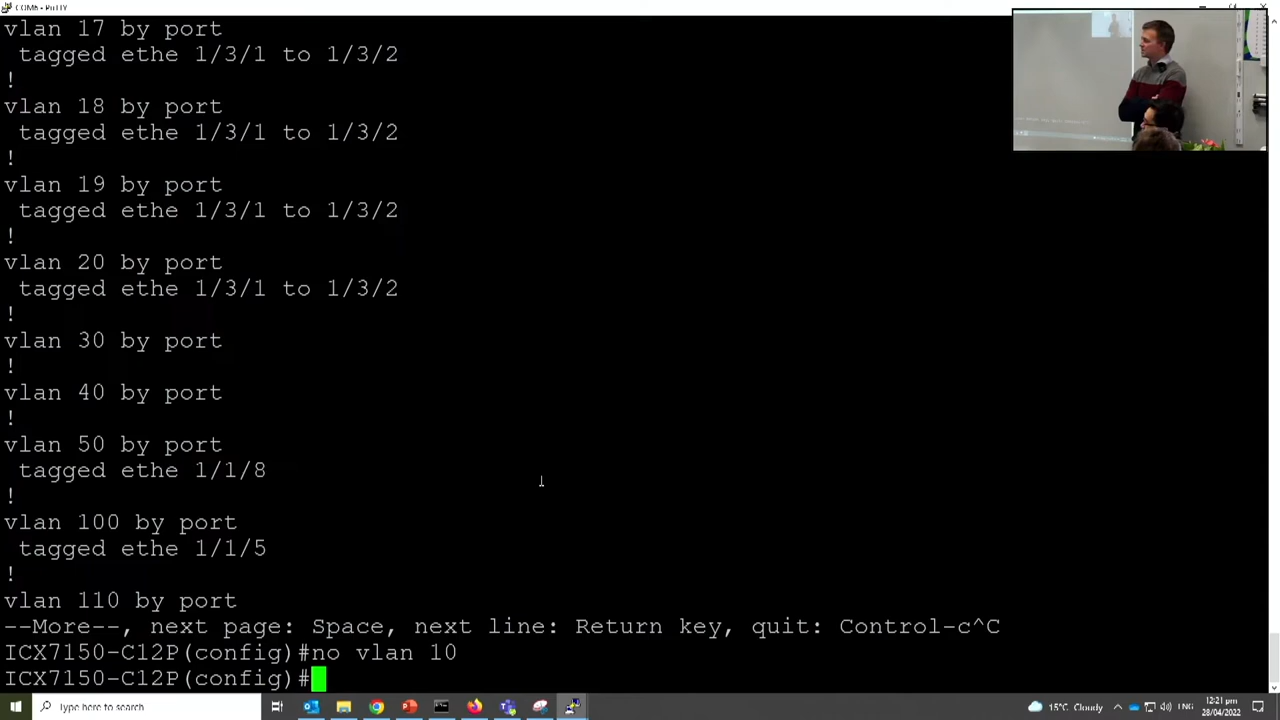 COM6 - PuTTY
vlan 17 by port
tagged ethe 1/3/1 to 1/3/2
!
vlan 18 by port
tagged ethe 1/3/1 to 1/3/2
!
vlan 19 by port
tagged ethe 1/3/1 to 1/3/2
!
vlan 20 by port
tagged ethe 1/3/1 to 1/3/2
!
vlan 30 by port
!
vlan 40 by port
!
vlan 50 by port
tagged ethe 1/1/8
!
vlan 100 by port
tagged ethe 1/1/5
!
vlan 110 by port
--More--, next page: Space, next line: Return key, quit: Control-c^C
ICX7150-C12P(config)#no vlan 10
ICX7150-C12P(config)#
Type here to search
15°C Cloudy
ENG
12:21 pm
28/04/2022